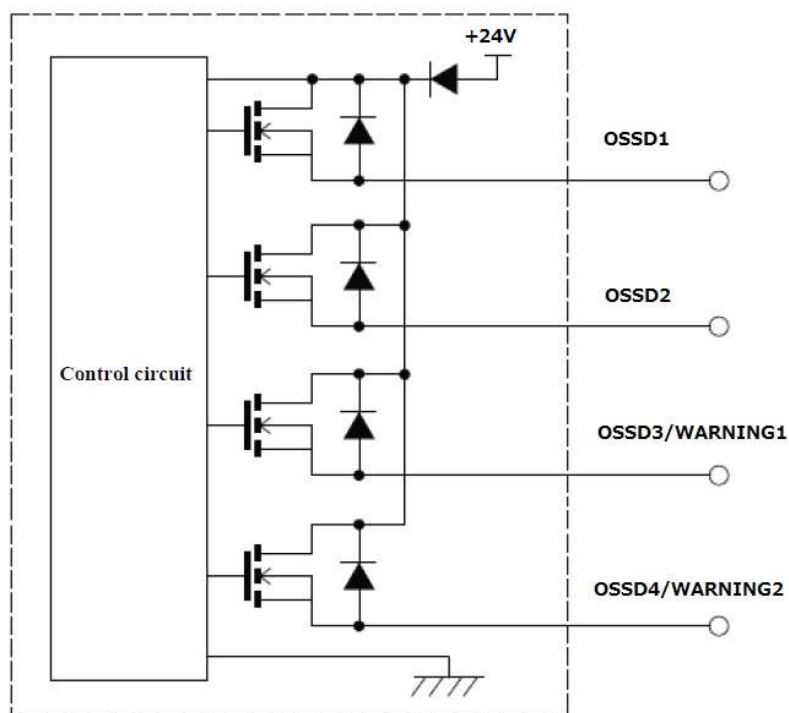 +24V
OSSD1
OSSD2
Control circuit
OSSD3/WARNING1
OSSD4/WARNING2